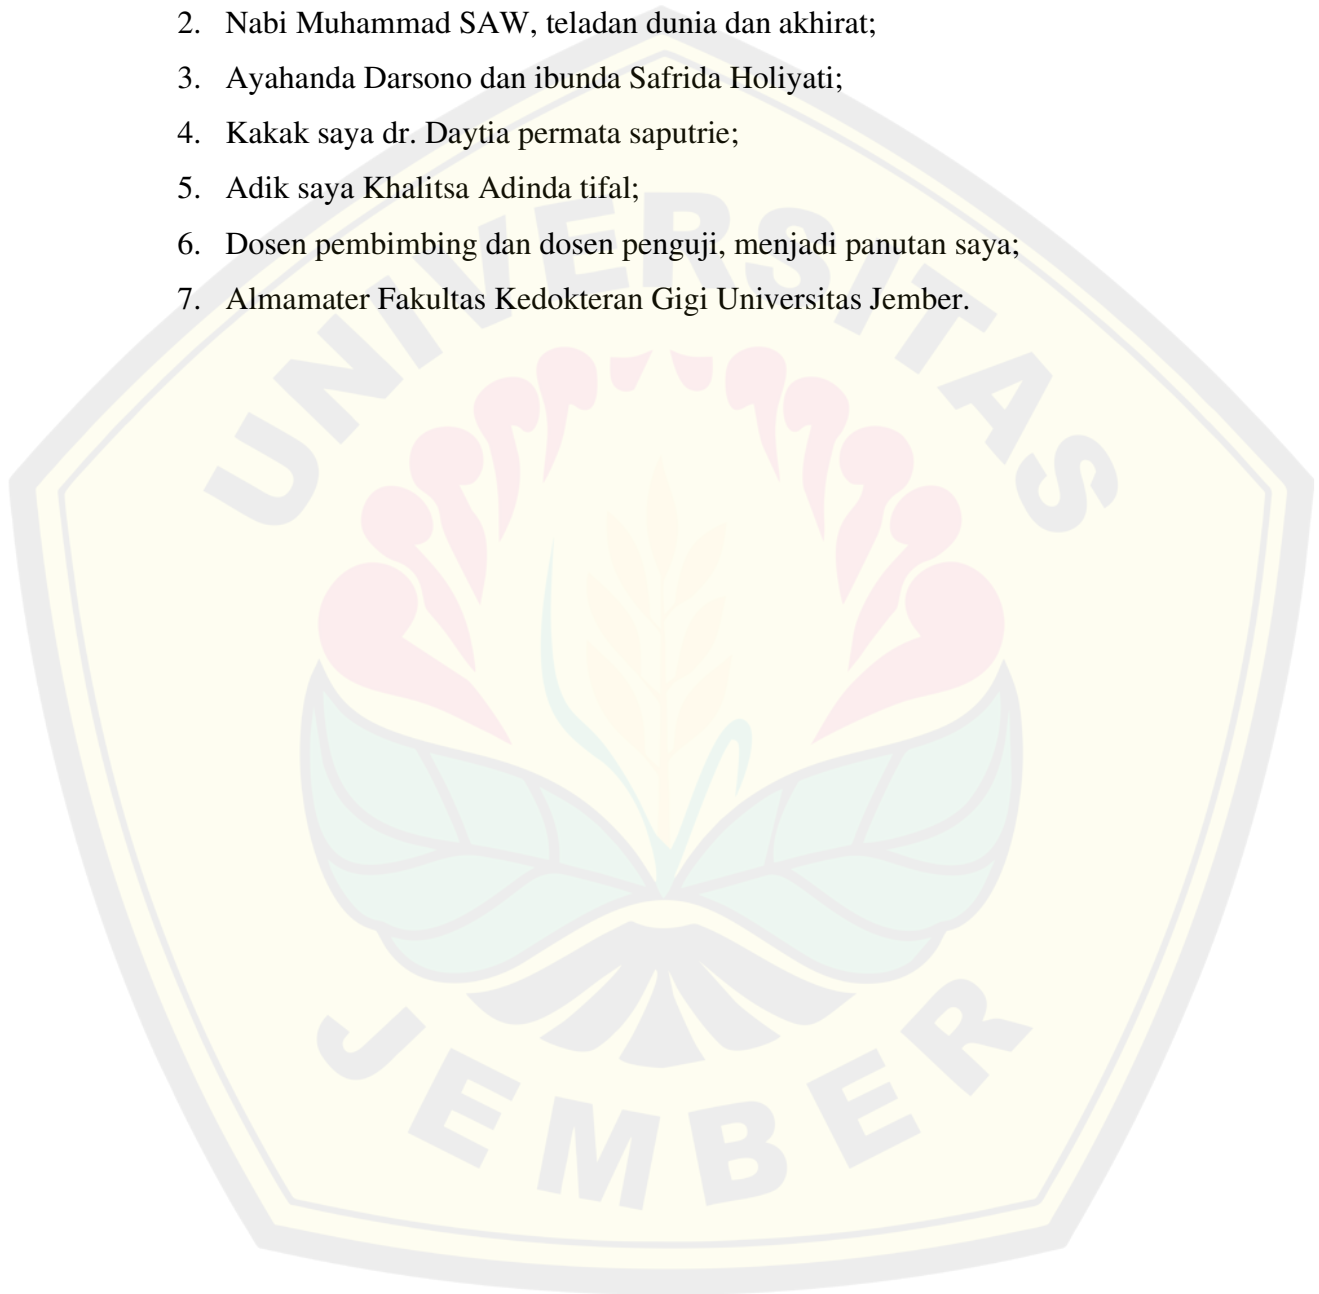 2. Nabi Muhammad SAW, teladan dunia dan akhirat;
3. Ayahanda Darsono dan ibunda Safrida Holiyati;
4. Kakak saya dr. Daytia permata saputrie;
5. Adik saya Khalitsa Adinda tifal;
6. Dosen pembimbing dan dosen penguji, menjadi panutan saya;
7. Almamater Fakultas Kedokteran Gigi Universitas Jember.
UNIVERSITAS
JEMBER